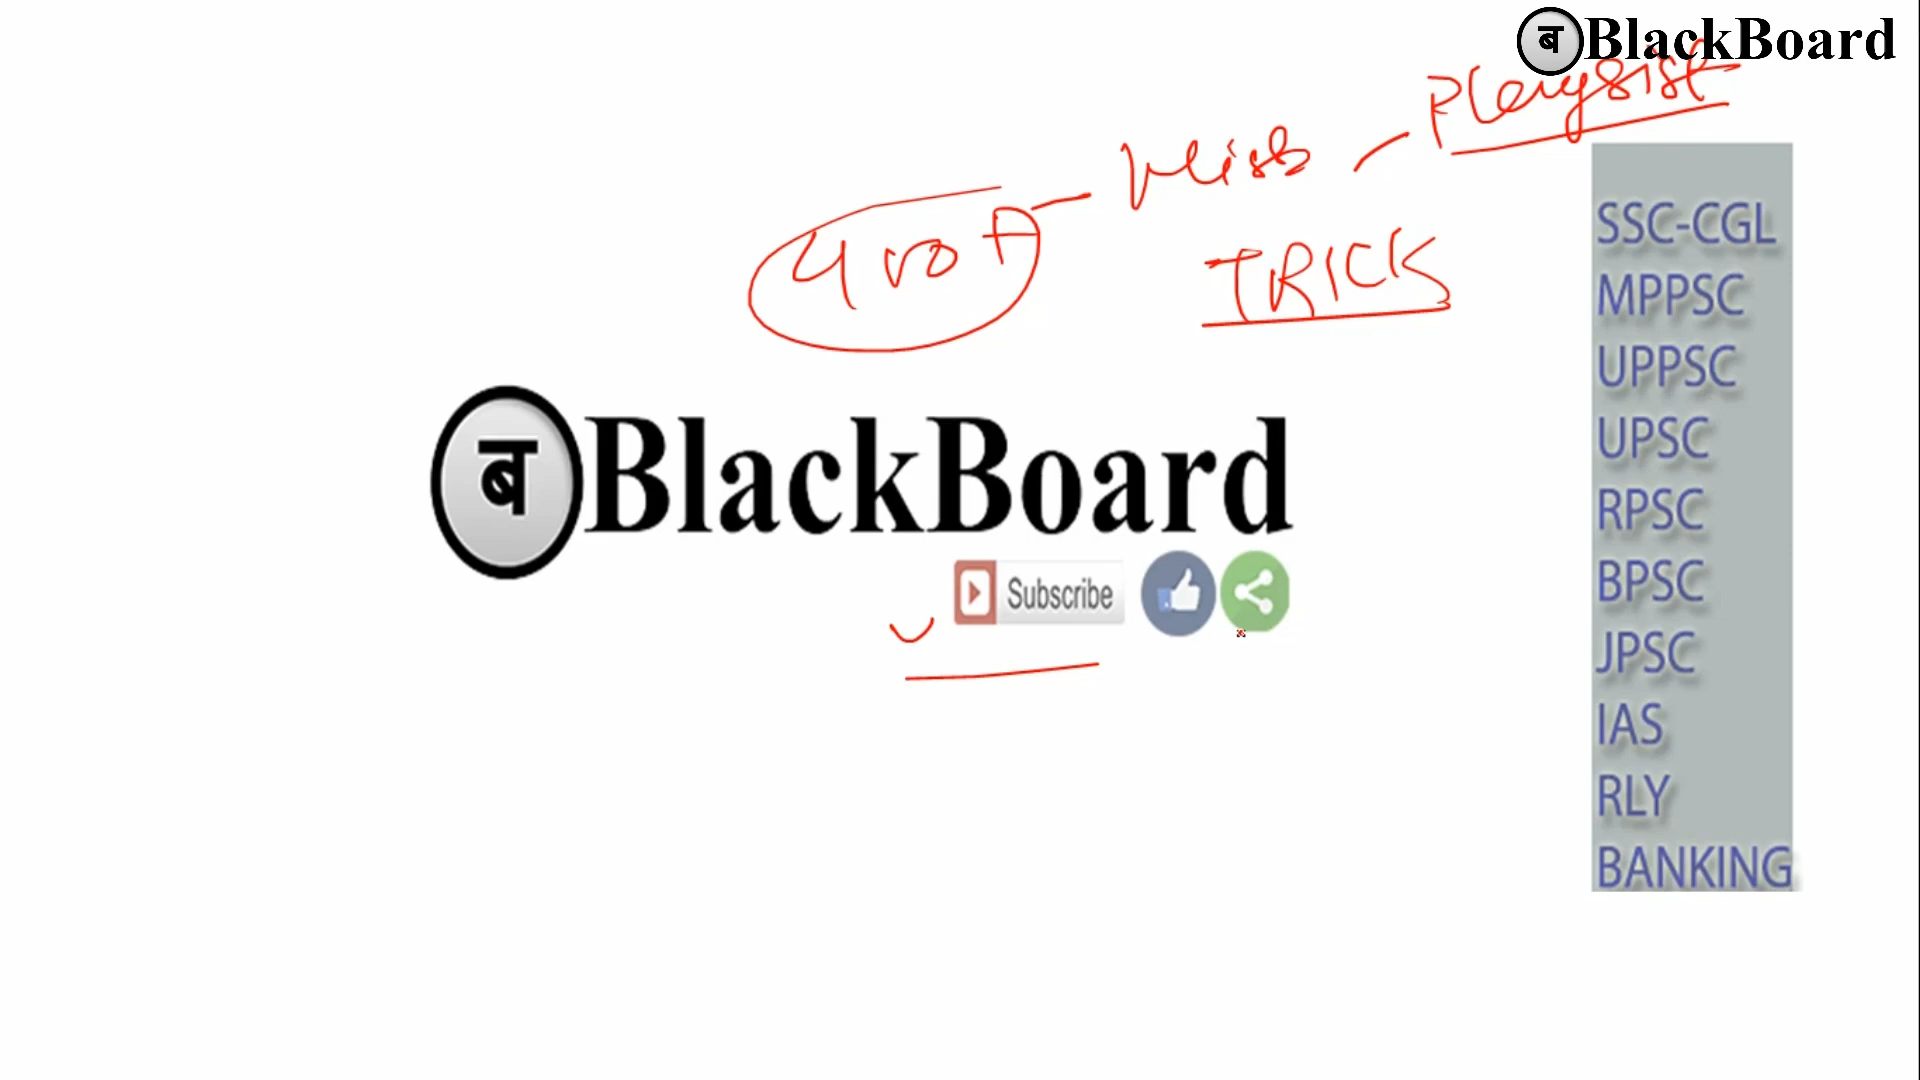 ब BlackBoard
Playlist
TRICK
ब BlackBoard
Subscribe
SSC-CGL
MPPSC
UPPSC
UPSC
RPSC
BPSC
JPSC
IAS
RLY
BANKING